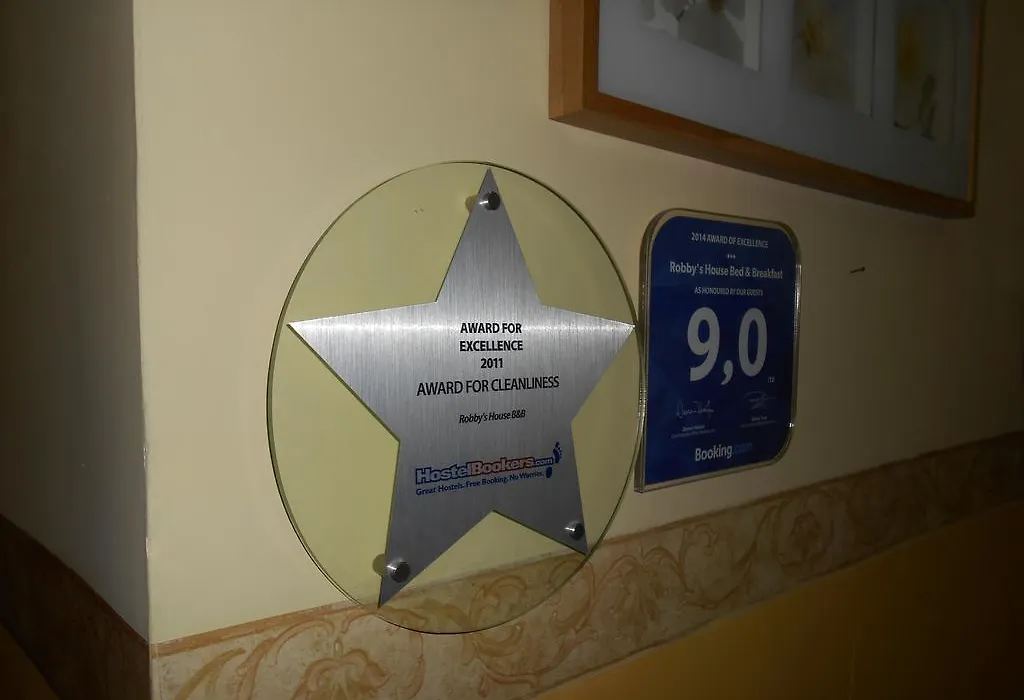 AWARD FOR
EXCELLENCE
2011
AWARD FOR CLEANLINESS
Robby's House B&B
HostelBookers.com
Great Hostels. Free Booking. No Worries.
2014 AWARD OF EXCELLENCE
Robby's House Bed & Breakfast
AS HONOURED BY OUR GUESTS
9,0
/10
Booking.com